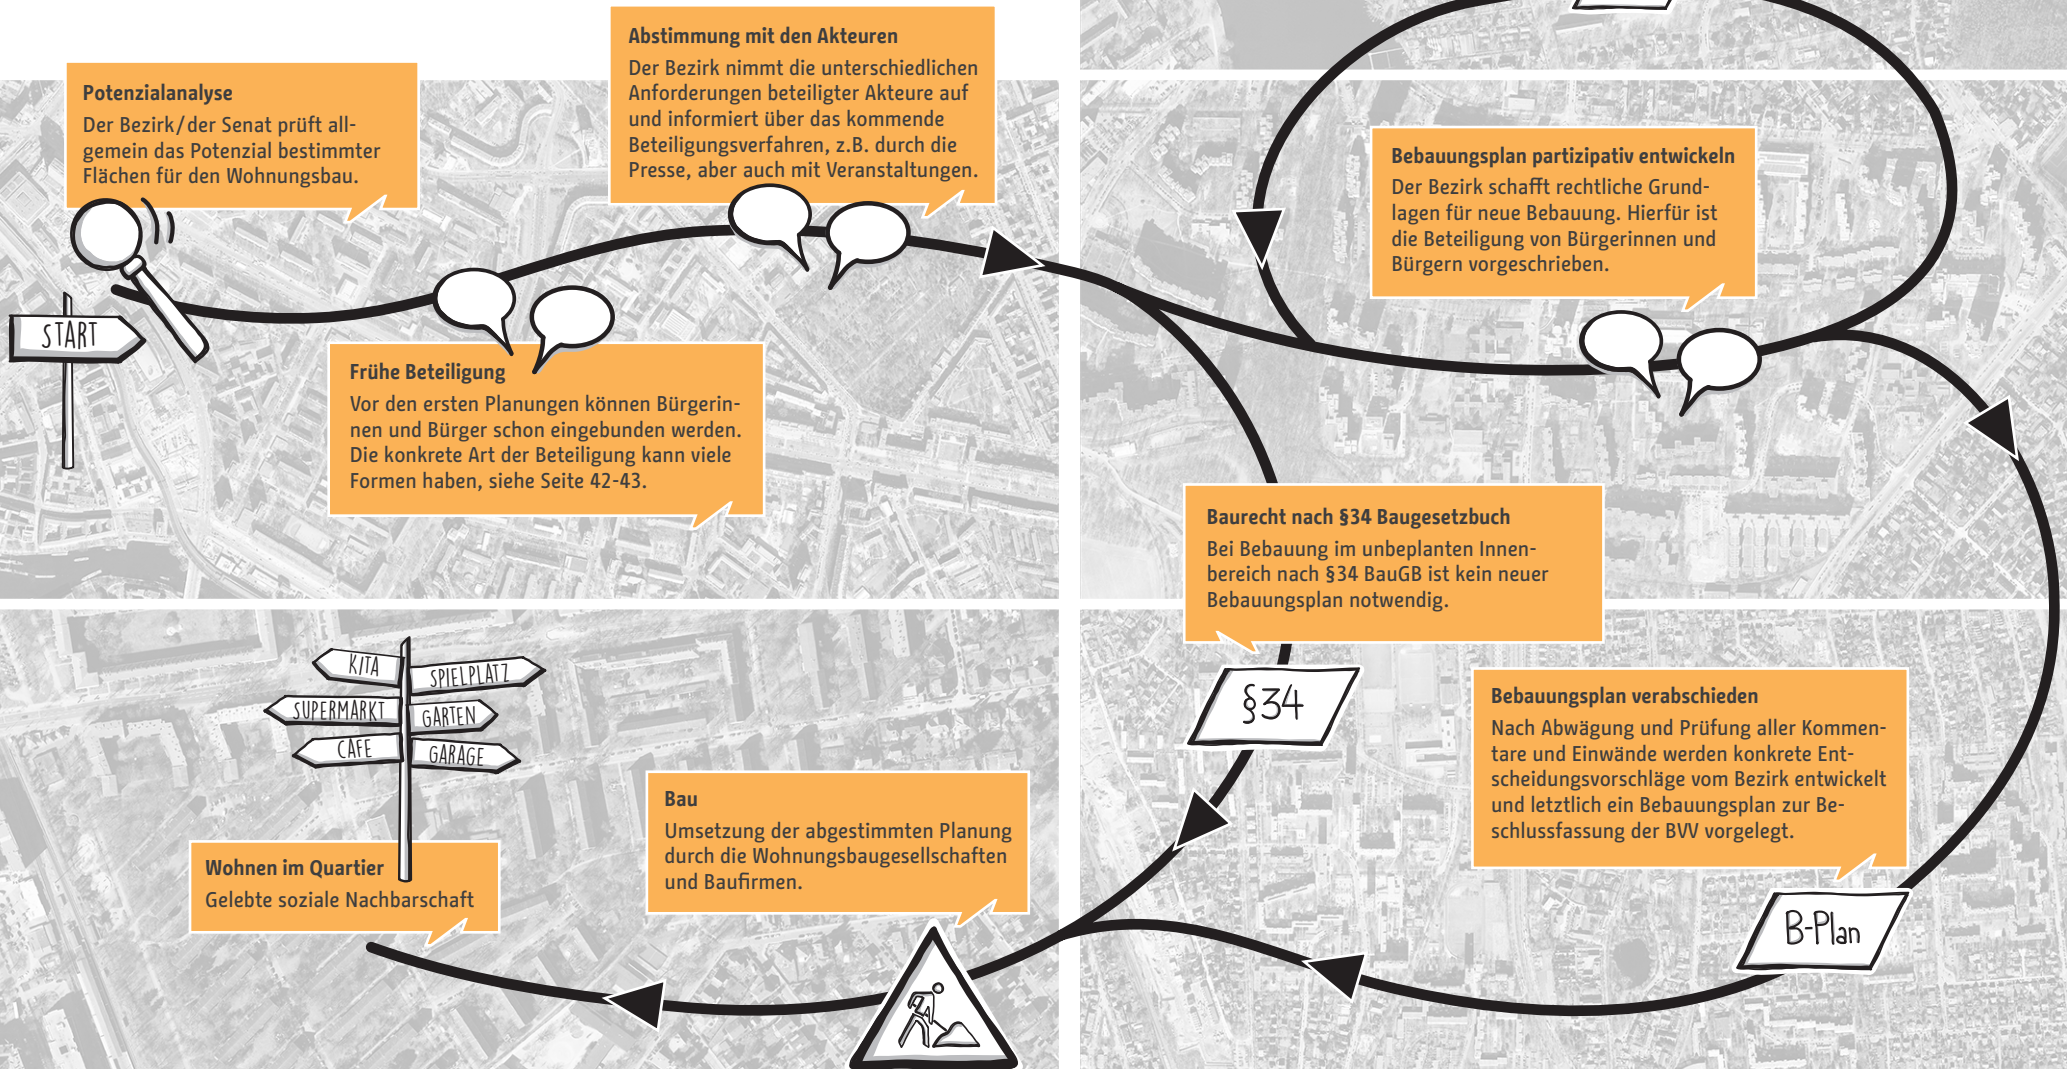 Potenzialanalyse
Der Bezirk/der Senat prüft all-
gemein das Potenzial bestimmter
Flächen für den Wohnungsbau.
START
Frühe Beteiligung
Vor den ersten Planungen können Bürgerin-
nen und Bürger schon eingebunden werden.
Die konkrete Art der Beteiligung kann viele
Formen haben, siehe Seite 42-43.
Abstimmung mit den Akteuren
Der Bezirk nimmt die unterschiedlichen
Anforderungen beteiligter Akteure auf
und informiert über das kommende
Beteiligungsverfahren, z.B. durch die
Presse, aber auch mit Veranstaltungen.
Bebauungsplan partizipativ entwickeln
Der Bezirk schafft rechtliche Grund-
lagen für neue Bebauung. Hierfür ist
die Beteiligung von Bürgerinnen und
Bürgern vorgeschrieben.
Baurecht nach §34 Baugesetzbuch
Bei Bebauung im unbeplanten Innen-
bereich nach §34 BauGB ist kein neuer
Bebauungsplan notwendig.
§34
Bebauungsplan verabschieden
Nach Abwägung und Prüfung aller Kommen-
tare und Einwände werden konkrete Ent-
scheidungsvorschläge vom Bezirk entwickelt
und letztlich ein Bebauungsplan zur Be-
schlussfassung der BVV vorgelegt.
B-Plan
Bau
Umsetzung der abgestimmten Planung
durch die Wohnungsbaugesellschaften
und Baufirmen.
KITA
SPIELPLATZ
SUPERMARKT
GARTEN
CAFE
GARAGE
Wohnen im Quartier
Gelebte soziale Nachbarschaft